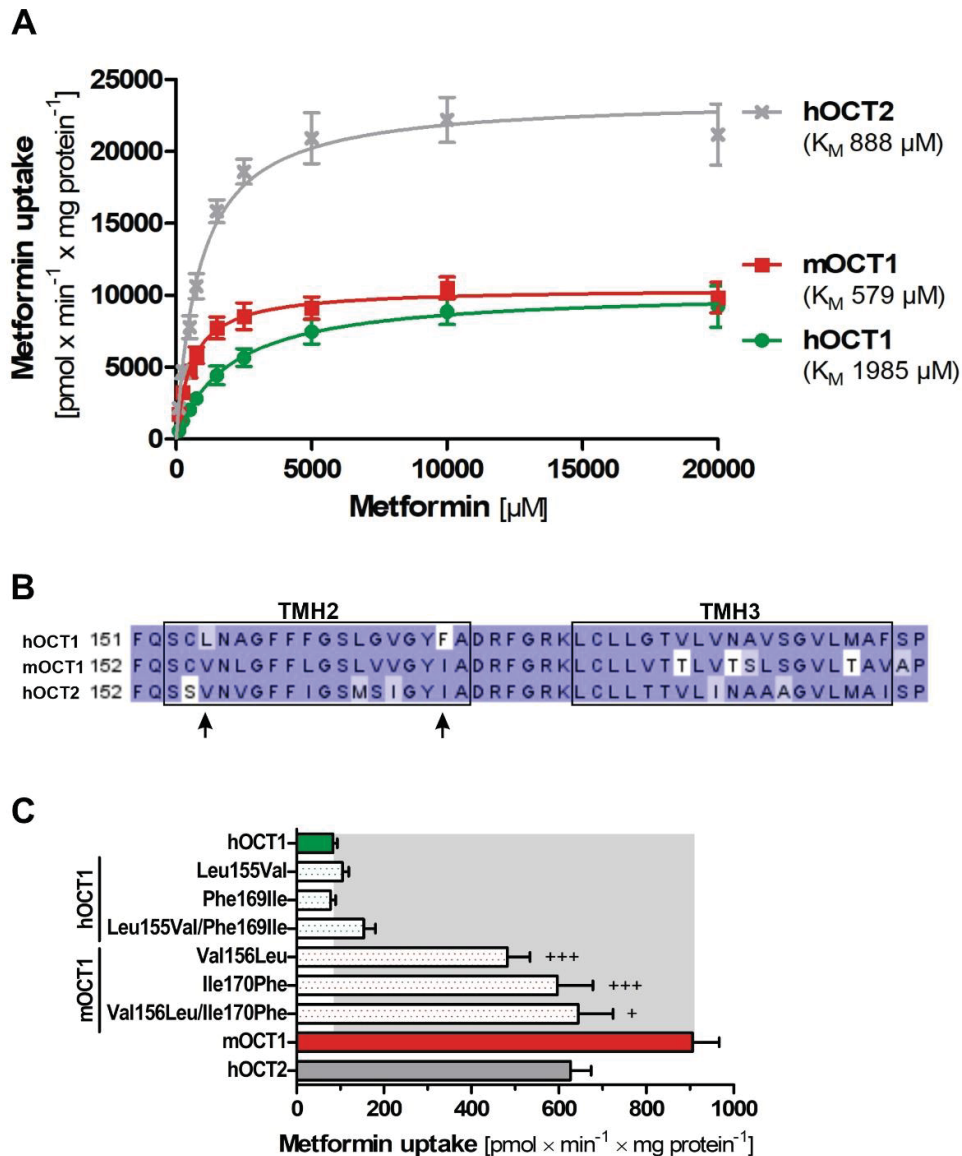 A
Metformin uptake
[pmol x min⁻¹ x mg protein⁻¹]
25000
20000
15000
10000
5000
0
0
5000
10000
15000
20000
Metformin [µM]
hOCT2
(K_M 888 µM)
mOCT1
(K_M 579 µM)
hOCT1
(K_M 1985 µM)
B
TMH2 TMH3
hOCT1 151 FQSCLNAGFFFGSLGVGYFADRFGRKLCLLGTVLVNAVSGVLMAFSP
mOCT1 152 FQSCVNLGFFLGSLVVGYIADRFGRKLCLLVTTLVTSLSGVLTAVAP
hOCT2 152 FQSSVNVGFFIGSMSIGYIADRFGRKLCLLTTVLINAAAGVLMAISP
C
hOCT1
hOCT1
Leu155Val
Phe169Ile
Leu155Val/Phe169Ile
mOCT1
Val156Leu +++
Ile170Phe +++
Val156Leu/Ile170Phe +
mOCT1
hOCT2
0 200 400 600 800 1000
Metformin uptake [pmol × min⁻¹ × mg protein⁻¹]